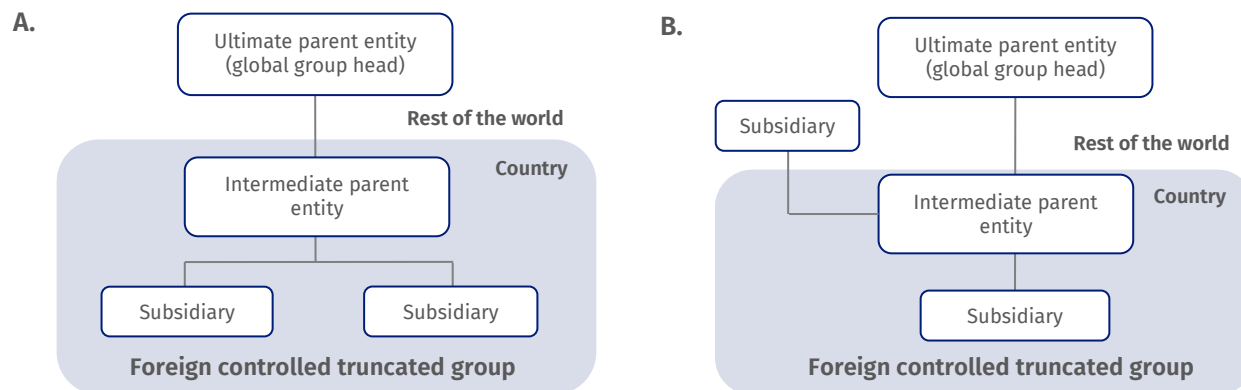 A.
Ultimate parent entity
(global group head)
Rest of the world
Country
Intermediate parent
entity
Subsidiary
Subsidiary
Foreign controlled truncated group
B.
Ultimate parent entity
(global group head)
Subsidiary
Rest of the world
Country
Intermediate parent
entity
Subsidiary
Foreign controlled truncated group